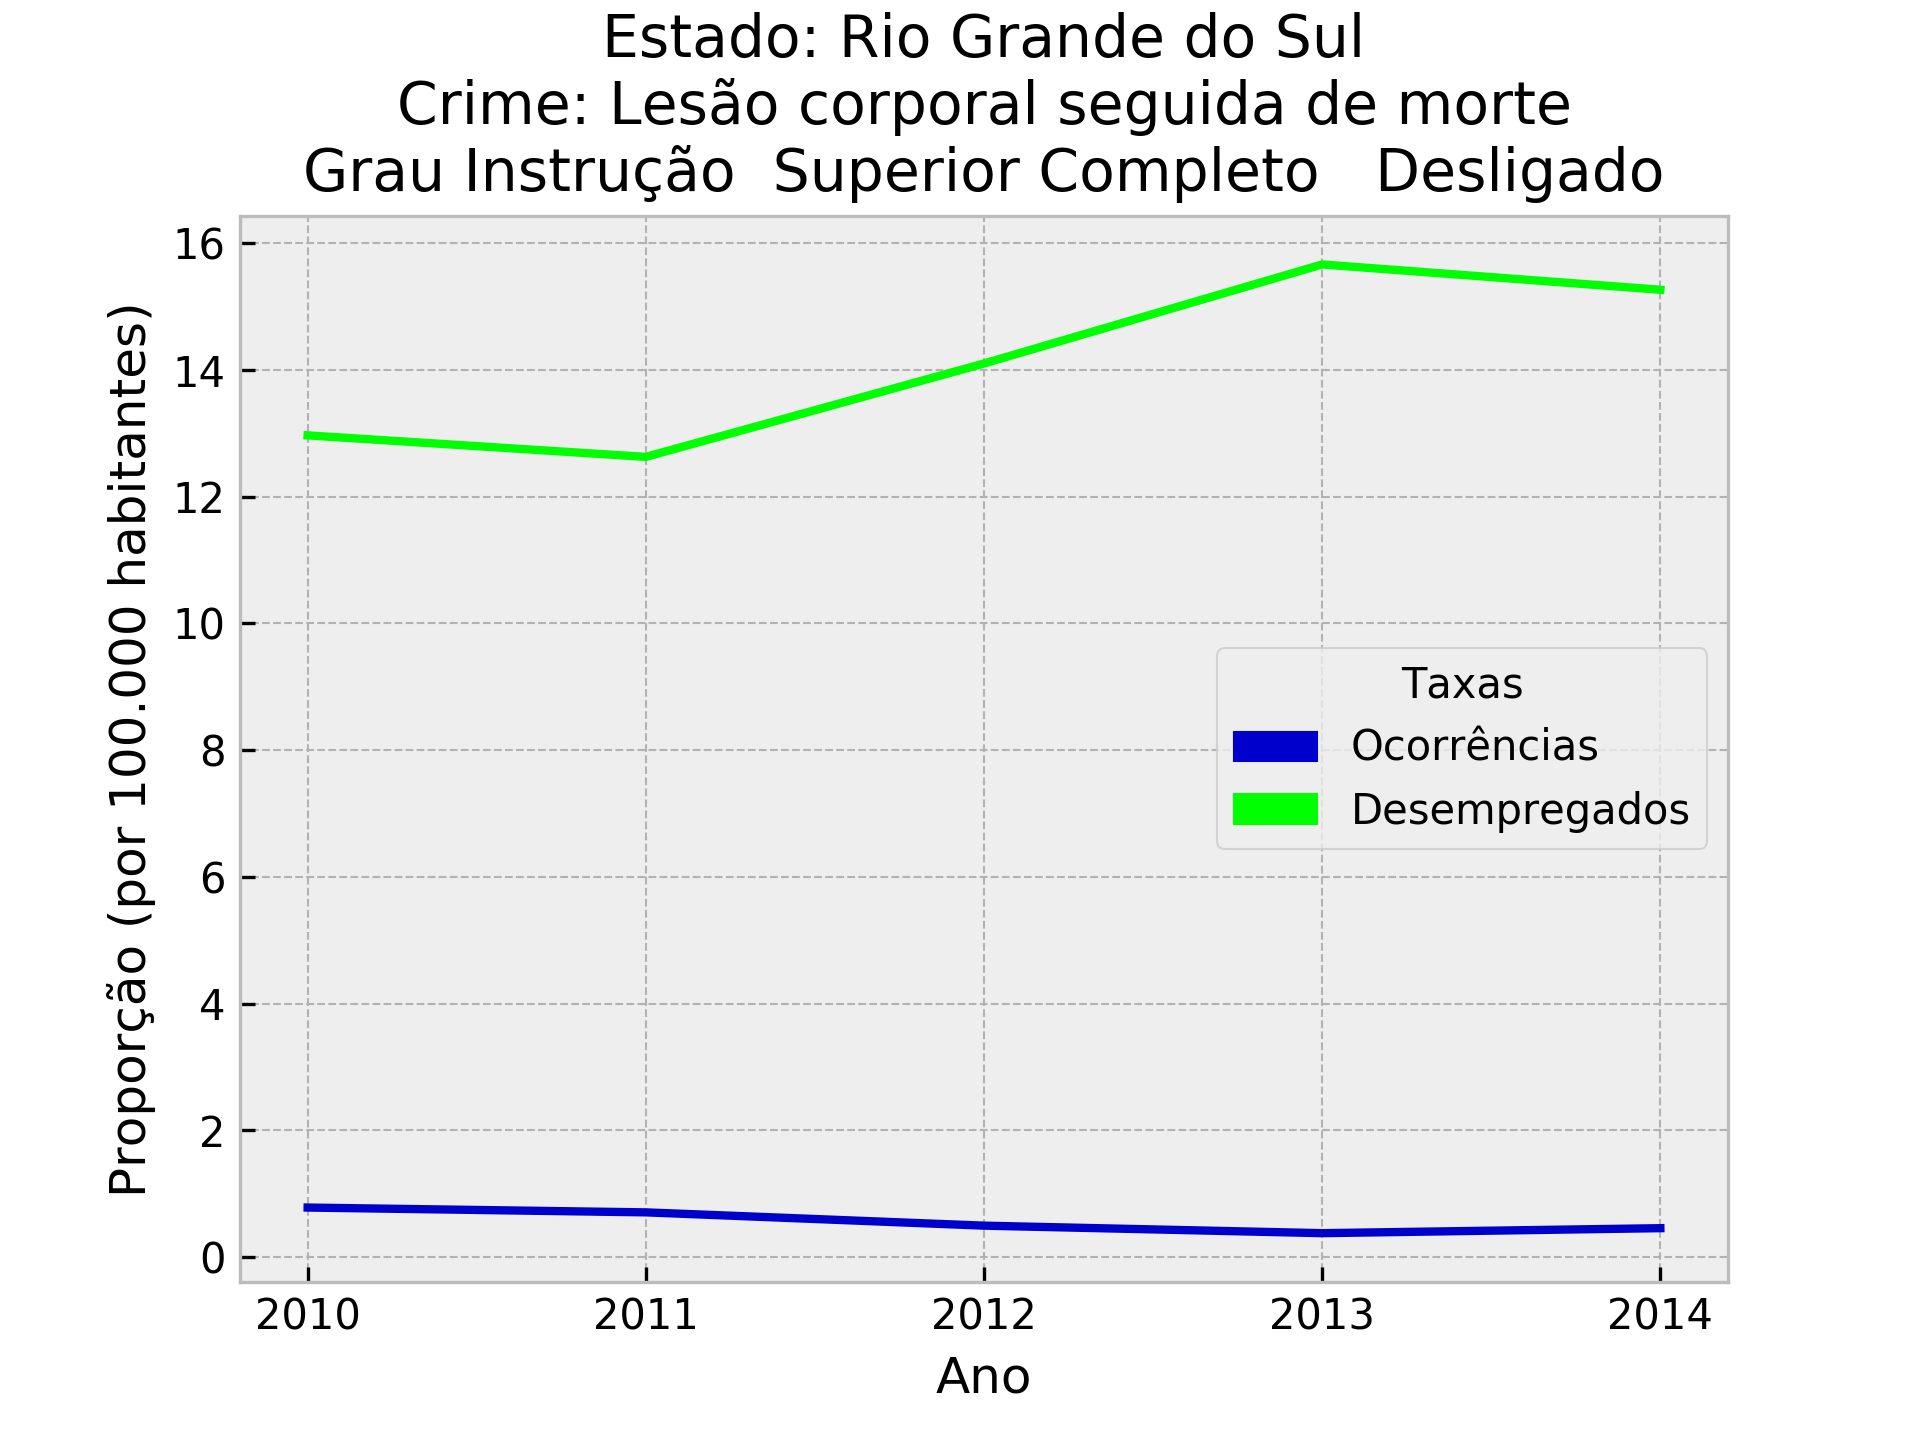 Estado: Rio Grande do Sul
Crime: Lesão corporal seguida de morte
Grau Instrução  Superior Completo   Desligado
Proporção (por 100.000 habitantes)
16
14
12
10
8
6
4
2
0
Taxas
Ocorrências
Desempregados
2010 2011 2012 2013 2014
Ano